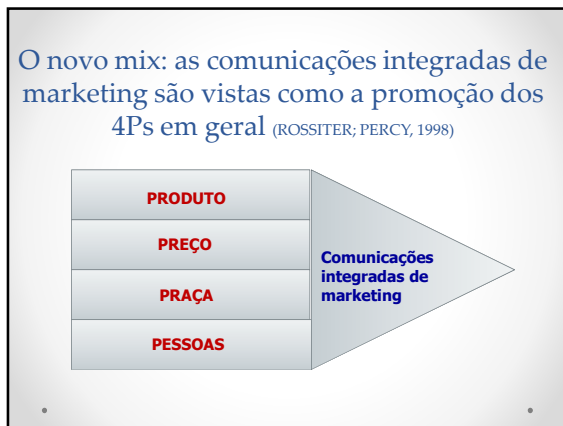 O novo mix: as comunicações integradas de
marketing são vistas como a promoção dos
4Ps em geral (ROSSITER; PERCY, 1998)
PRODUTO
PREÇO
PRAÇA
PESSOAS
Comunicações
integradas de
marketing